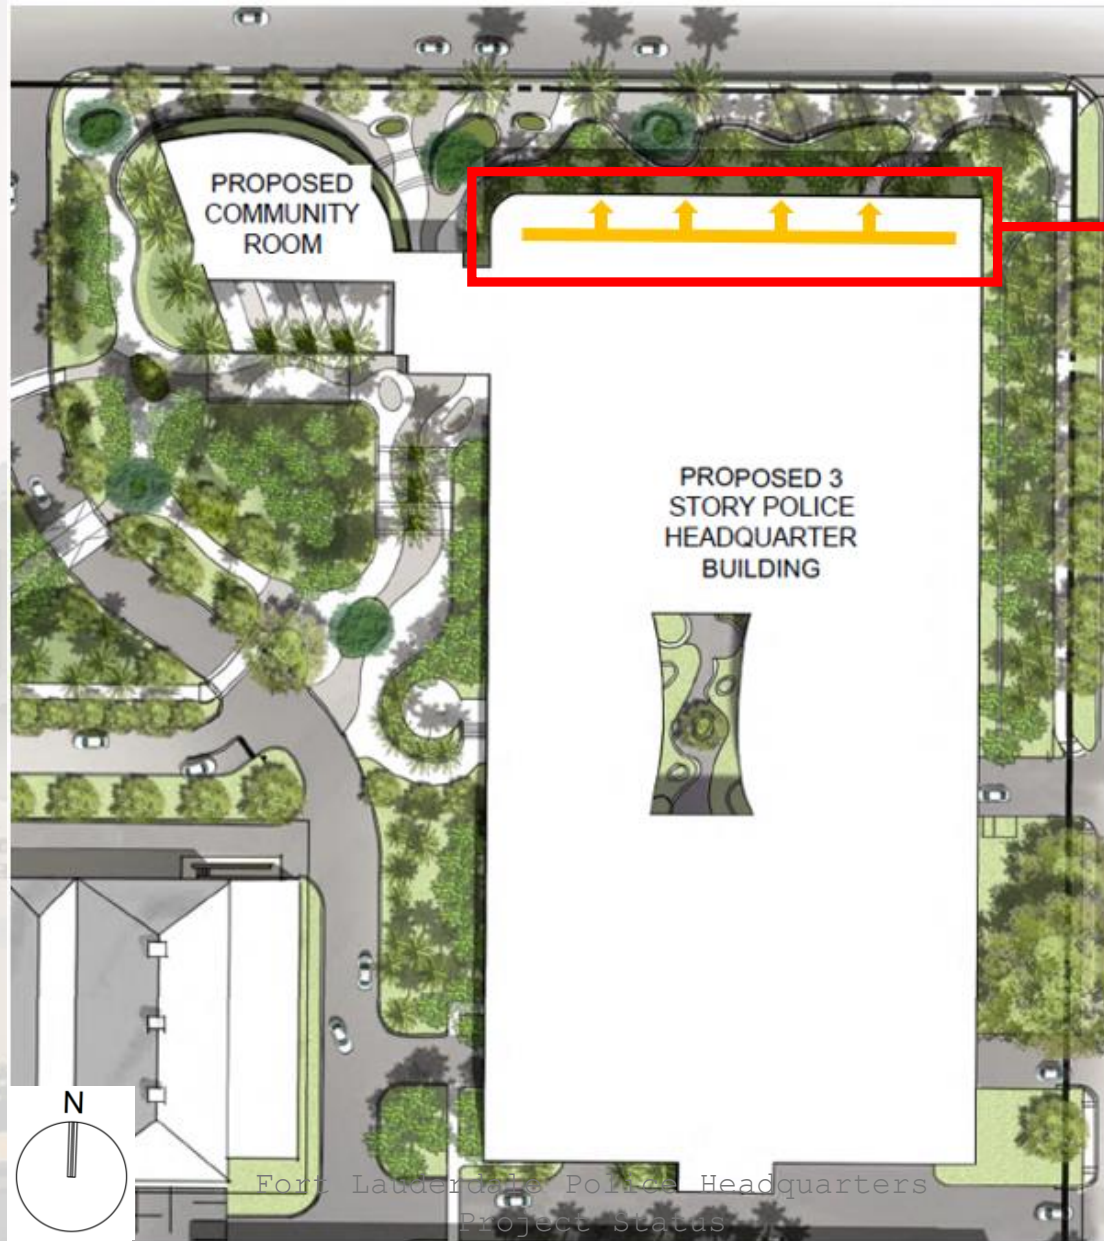 PROPOSED
COMMUNITY
ROOM
PROPOSED 3
STORY POLICE
HEADQUARTER
BUILDING
N
Fort Lauderdale Police Headquarters
Project Status